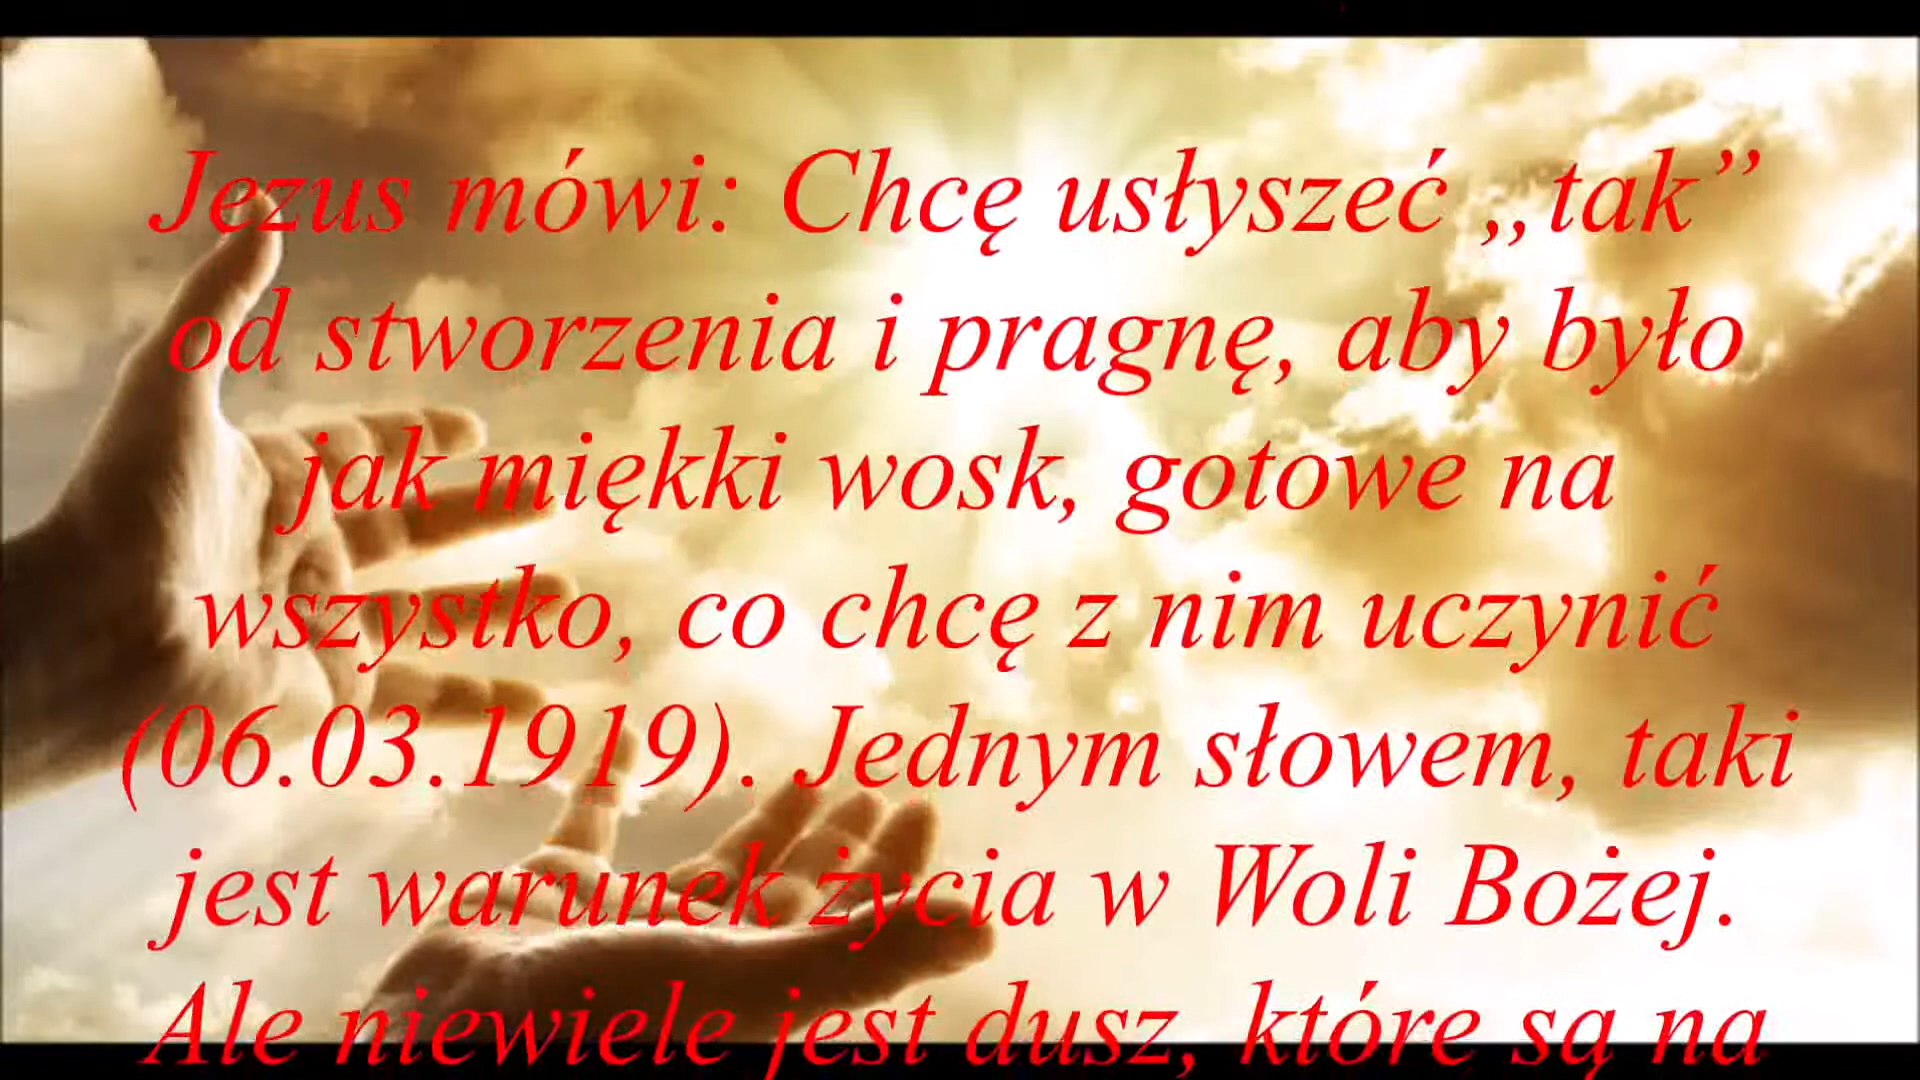 Jezus mówi: Chcę usłyszeć „tak”
od stworzenia i pragnę, aby było
jak miękki wosk, gotowe na
wszystko, co chcę z nim uczynić
(06.03.1919). Jednym słowem, taki
jest warunek życia w Woli Bożej.
Ale niewiele jest dusz, które są na